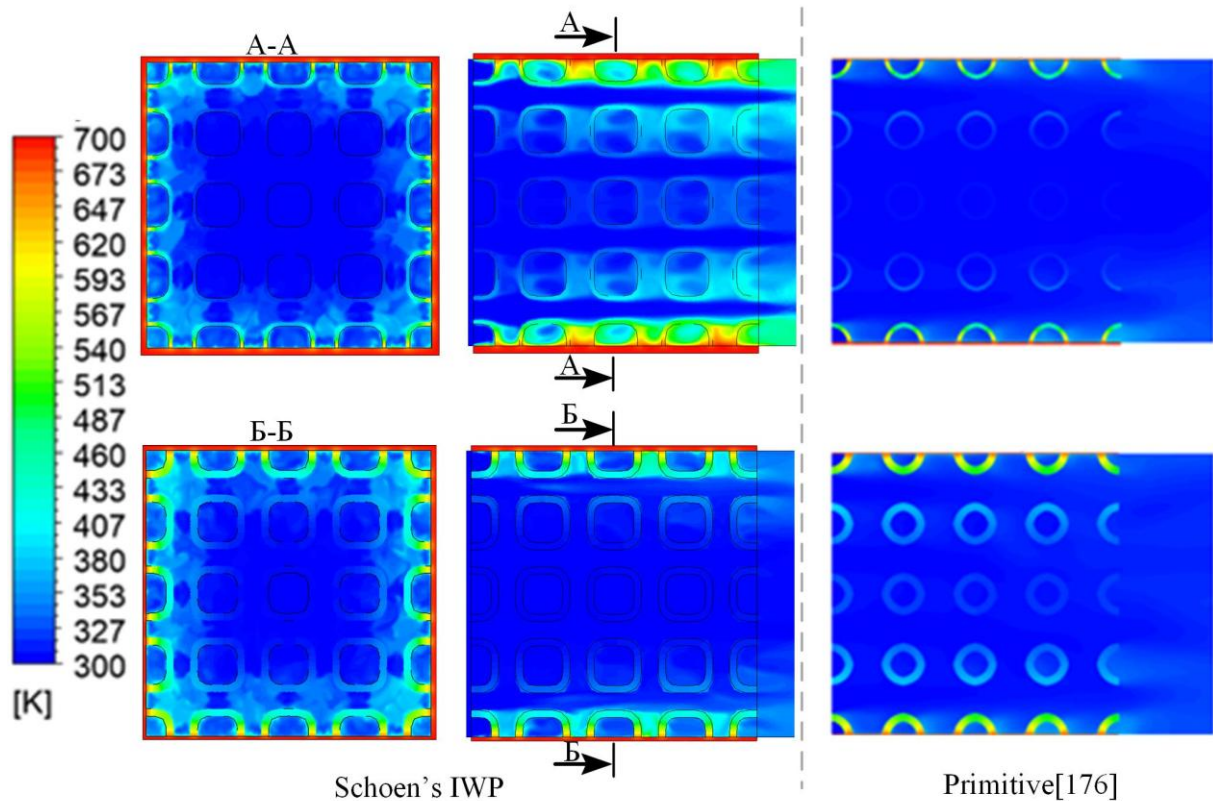 A-A
A
A
700
673
647
620
593
567
540
513
487
460
433
407
380
353
327
300
[K]
Б-Б
Б
Б
Schoen's IWP
Primitive[176]